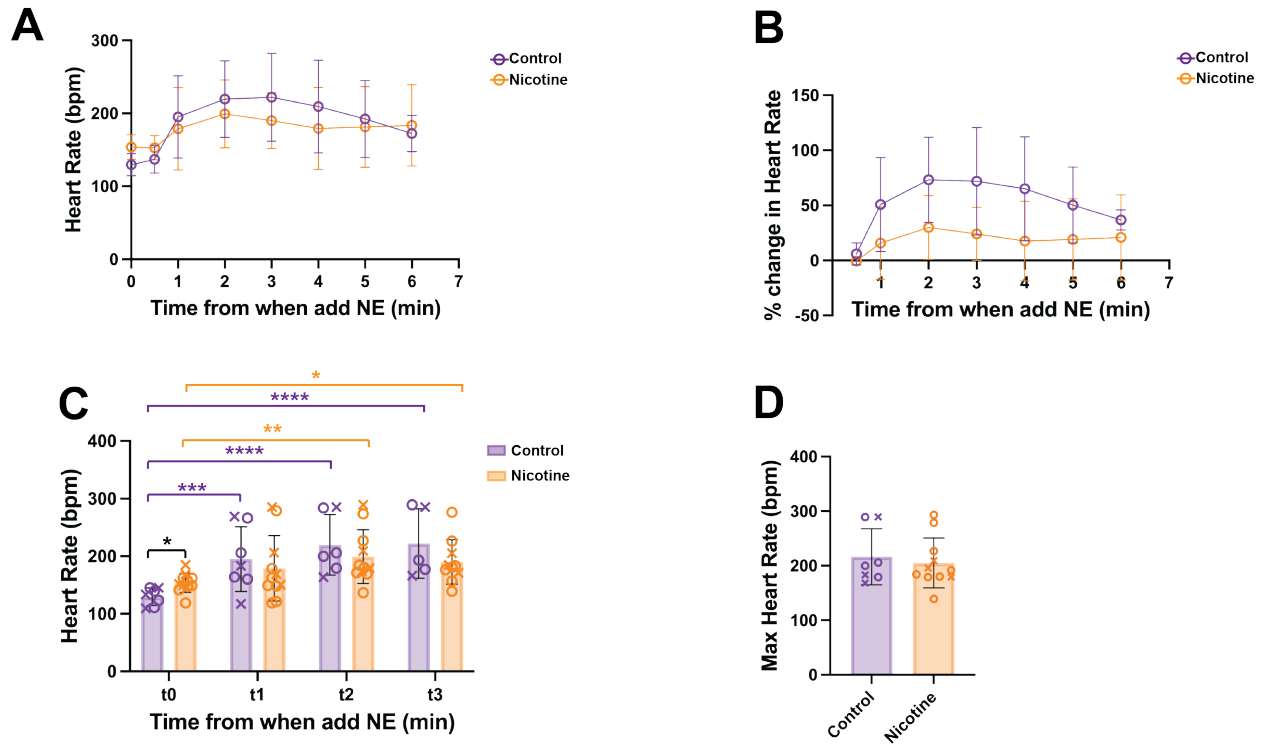 A
300
200
100
0
Heart Rate (bpm)
0 1 2 3 4 5 6 7
Time from when add NE (min)
Control
Nicotine
B
150
100
50
0
-50
% change in Heart Rate
1 2 3 4 5 6 7
Time from when add NE (min)
Control
Nicotine
C
*
****
**
****
***
*
400
300
200
100
0
Heart Rate (bpm)
t0 t1 t2 t3
Time from when add NE (min)
Control
Nicotine
D
400
300
200
100
0
Max Heart Rate (bpm)
Control
Nicotine